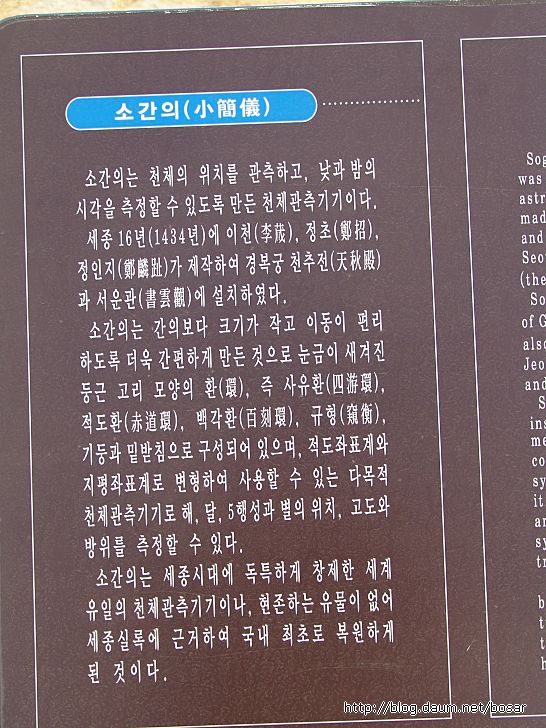 소간의(小簡儀)
소간의는 천체의 위치를 관측하고, 낮과 밤의
시각을 측정할 수 있도록 만든 천체관측기기이다.
세종 16년(1434년)에 이천(李蕆), 정초(鄭招),
정인지(鄭麟趾)가 제작하여 경복궁 천추전(天秋殿)
과 서운관(書雲觀)에 설치하였다.
소간의는 간의보다 크기가 작고 이동이 편리
하도록 더욱 간편하게 만든 것으로 눈금이 새겨진
둥근 고리 모양의 환(環), 즉 사유환(四游環),
적도환(赤道環), 백각환(百刻環), 규형(窺衡),
기둥과 밑받침으로 구성되어 있으며, 적도좌표계와
지평좌표계로 변형하여 사용할 수 있는 다목적
천체관측기기로 해, 달, 5행성과 별의 위치, 고도와
방위를 측정할 수 있다.
소간의는 세종시대에 독특하게 창제한 세계
유일의 천체관측기기이나, 현존하는 유물이 없어
세종실록에 근거하여 국내 최초로 복원하게
된 것이다.
Sog
was
astr
mad
and
Seo
(the
So
of G
also
Jeo
and
S
ins
me
co
sy
it
an
sy
tr
b
t
t
h
http://blog.daum.net/bosar